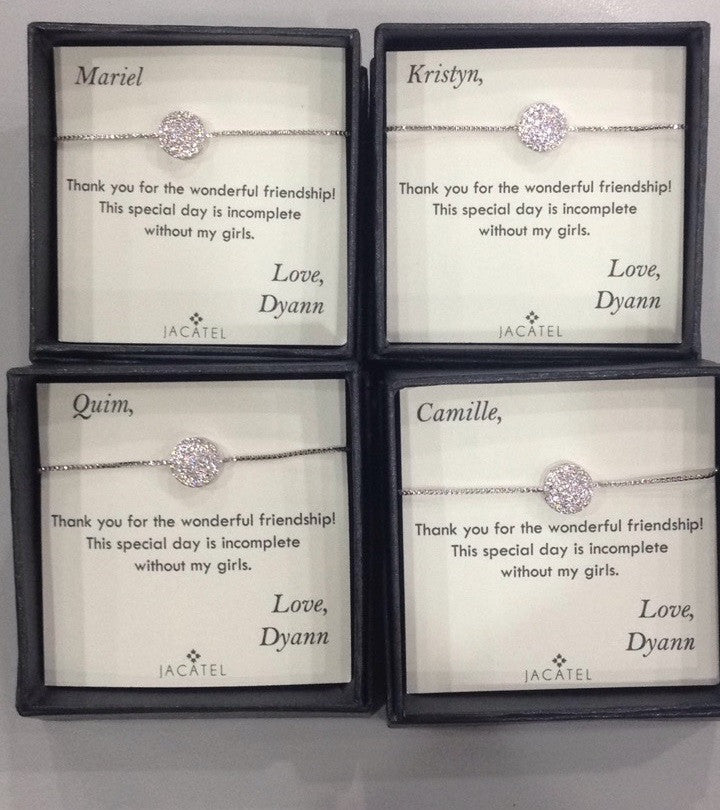 Mariel
Thank you for the wonderful friendship!
This special day is incomplete
without my girls.
Love,
Dyann
JACATEL
Kristyn,
Thank you for the wonderful friendship!
This special day is incomplete
without my girls.
Love,
Dyann
JACATEL
Quim,
Thank you for the wonderful friendship!
This special day is incomplete
without my girls.
Love,
Dyann
JACATEL
Camille,
Thank you for the wonderful friendship!
This special day is incomplete
without my girls.
Love,
Dyann
JACATEL